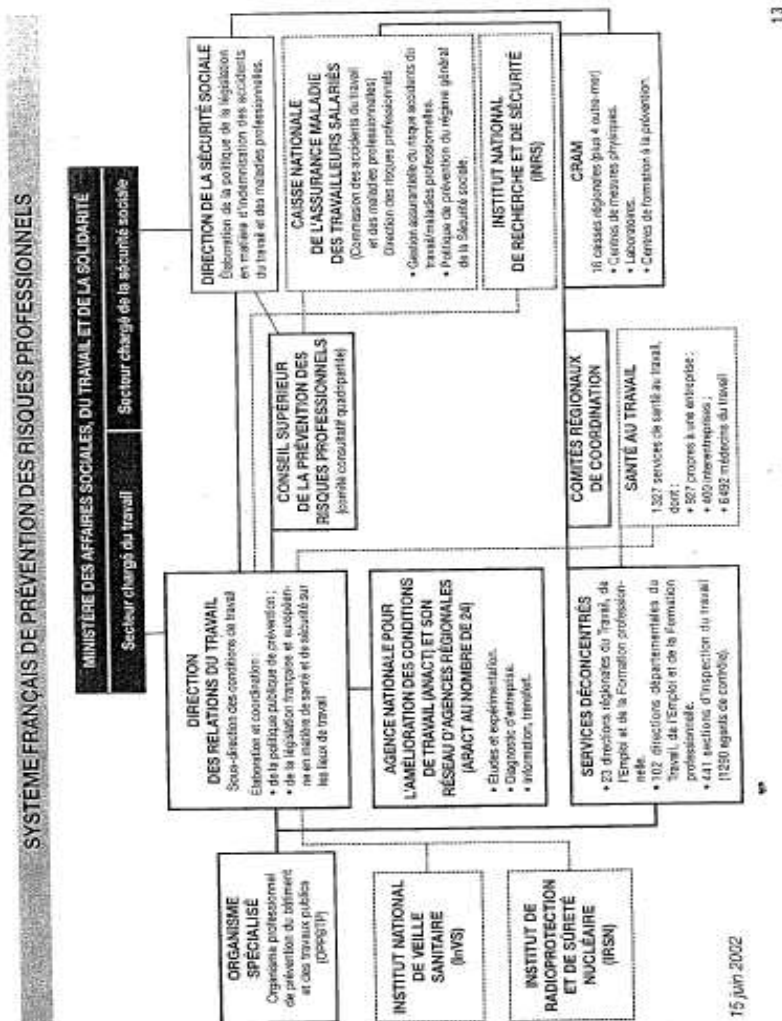 SYSTÈME FRANÇAIS DE PRÉVENTION DES RISQUES PROFESSIONNELS
MINISTÈRE DES AFFAIRES SOCIALES, DU TRAVAIL ET DE LA SOLIDARITÉ
Secteur chargé du travail
Secteur chargé de la sécurité sociale
ORGANISME
SPÉCIALISÉ
Organisme professionnel
de prévention du bâtiment
et des travaux publics
(OPPBTP)
INSTITUT NATIONAL
DE VEILLE
SANITAIRE
(InVS)
INSTITUT DE
RADIOPROTECTION
ET DE SÛRETÉ
NUCLÉAIRE
(IRSN)
DIRECTION
DES RELATIONS DU TRAVAIL
Sous-direction des conditions de travail
Élaboration et coordination :
• de la politique publique de prévention ;
• de la législation française et européen-
ne en matière de santé et de sécurité sur
les lieux de travail
AGENCE NATIONALE POUR
L'AMÉLIORATION DES CONDITIONS
DE TRAVAIL (ANACT) ET SON
RÉSEAU D'AGENCES RÉGIONALES
(ARACT AU NOMBRE DE 24)
• Études et expérimentation.
• Diagnostic d'entreprise.
• Information, transfert.
SERVICES DÉCONCENTRÉS
• 23 directions régionales du Travail, de
l'Emploi et de la Formation profession-
nelle.
• 102 directions départementales du
Travail, de l'Emploi et de la Formation
professionnelle.
• 441 sections d'inspection du travail
(1290 agents de contrôle).
CONSEIL SUPÉRIEUR
DE LA PRÉVENTION DES
RISQUES PROFESSIONNELS
(comité consultatif quadripartite)
COMITÉS RÉGIONAUX
DE COORDINATION
SANTÉ AU TRAVAIL
1327 services de santé au travail,
dont :
• 927 propres à une entreprise ;
• 400 interentreprises ;
• 6492 médecins du travail
DIRECTION DE LA SÉCURITÉ SOCIALE
Élaboration de la politique de la législation
en matière d'indemnisation des accidents
du travail et des maladies professionnelles.
CAISSE NATIONALE
DE L'ASSURANCE MALADIE
DES TRAVAILLEURS SALARIÉS
(Commission des accidents du travail
et des maladies professionnelles)
Direction des risques professionnels
• Gestion assurantielle du risque accidents du
travail/maladies professionnelles.
• Politique de prévention du régime général
de la Sécurité sociale.
INSTITUT NATIONAL
DE RECHERCHE ET DE SÉCURITÉ
(INRS)
CRAM
16 caisses régionales (plus 4 outre-mer)
• Centres de mesures physiques.
• Laboratoires.
• Centres de formation à la prévention.
15 juin 2002
13